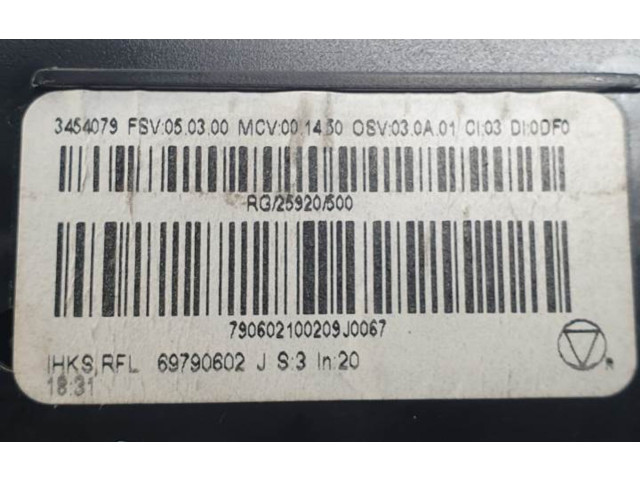 3454079 FSV:05.03.00 MCV:00.14.50 OSV:03.0A.01 CI:03 DI:0DF0
RG/25920/500
790602100209J0067
IHKS,RFL 69790602 J S:3 In:20
18:31
R